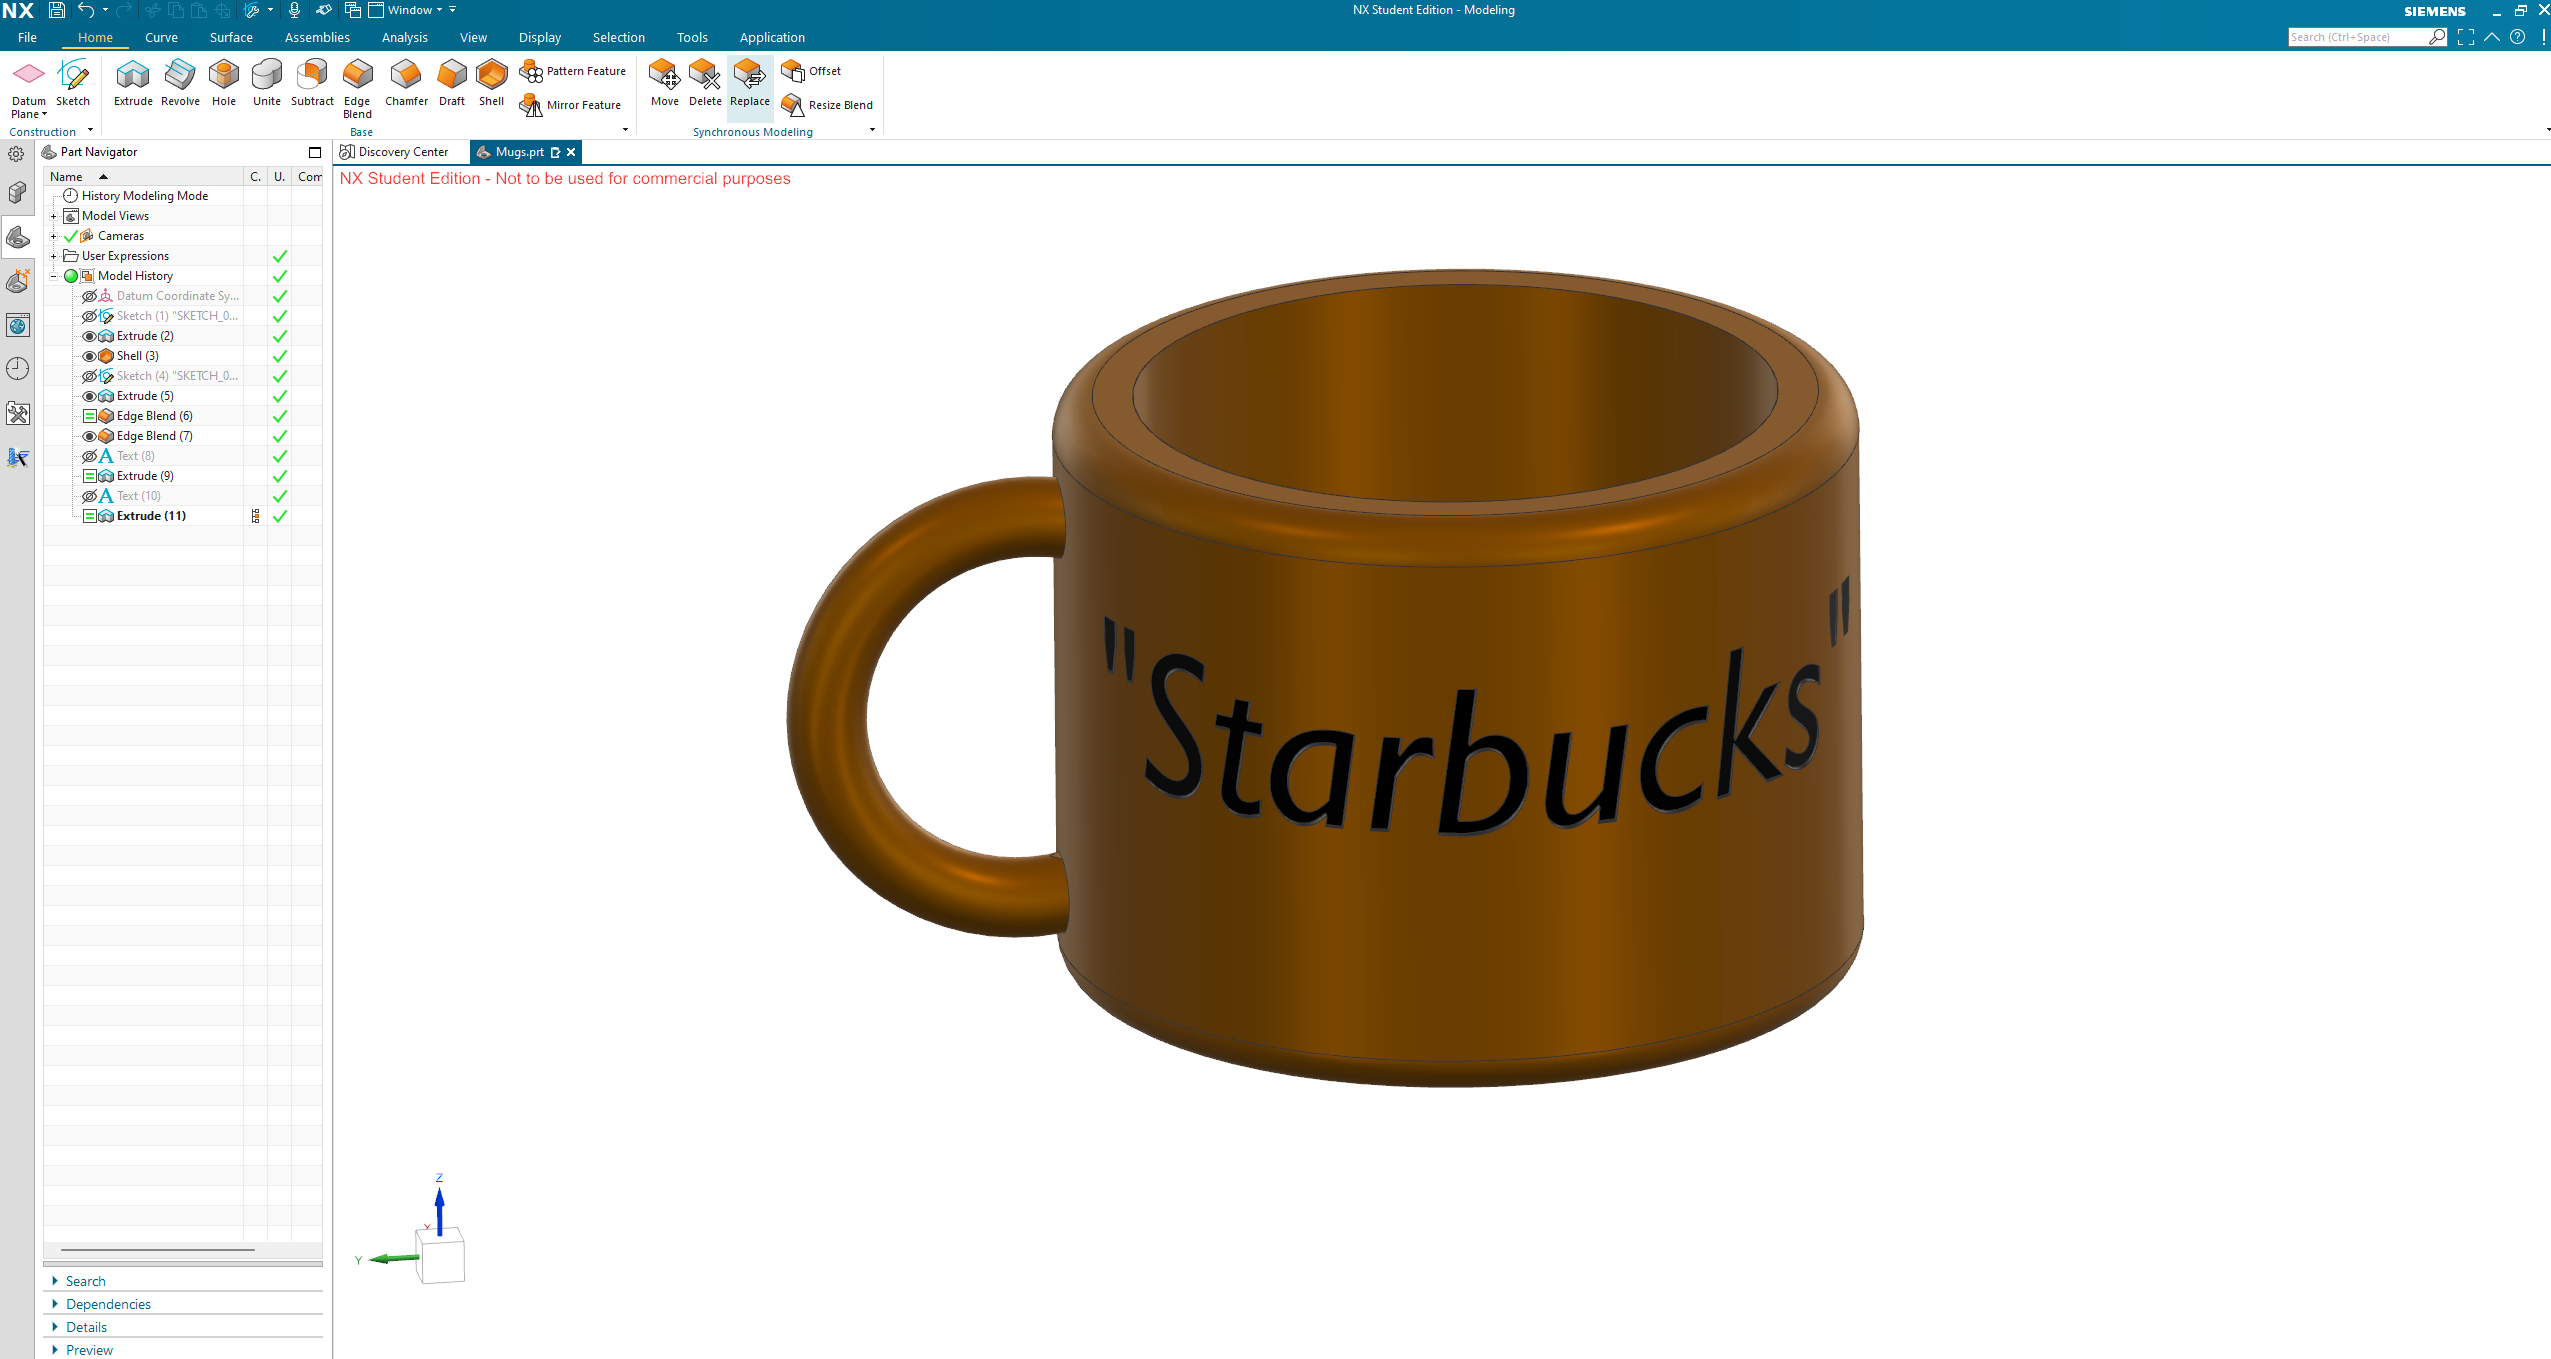 NX
Window
NX Student Edition - Modeling
SIEMENS
File Home Curve Surface Assemblies Analysis View Display Selection Tools Application
Search (Ctrl+Space)
Datum Plane
Sketch
Extrude
Revolve
Hole
Unite
Subtract
Edge Blend
Chamfer
Draft
Shell
Pattern Feature
Mirror Feature
Move
Delete
Replace
Offset
Resize Blend
Construction
Base
Synchronous Modeling
Part Navigator
Discovery Center
Mugs.prt
Name C. U. Com
NX Student Edition - Not to be used for commercial purposes
History Modeling Mode
Model Views
Cameras
User Expressions
Model History
Datum Coordinate Sy...
Sketch (1) "SKETCH_0...
Extrude (2)
Shell (3)
Sketch (4) "SKETCH_0...
Extrude (5)
Edge Blend (6)
Edge Blend (7)
Text (8)
Extrude (9)
Text (10)
Extrude (11)
"Starbucks"
Z
X
Y
Search
Dependencies
Details
Preview